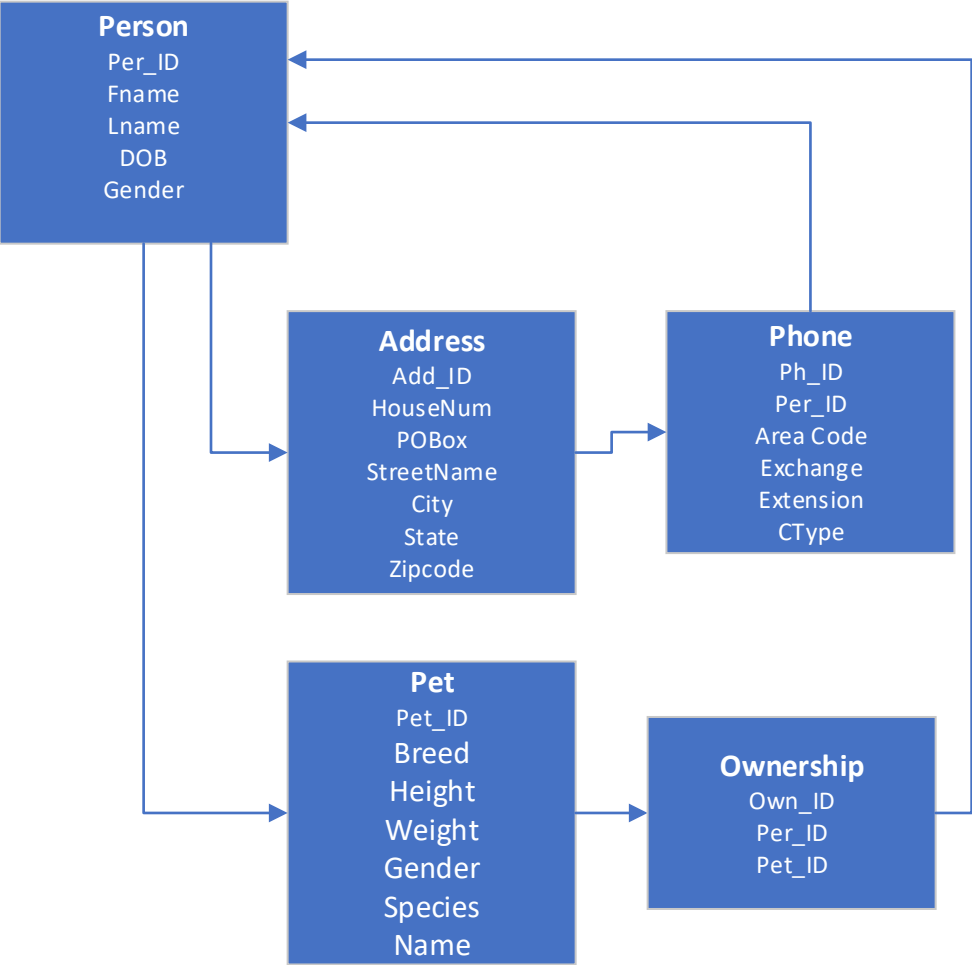 Person
Per_ID
Fname
Lname
DOB
Gender
Address
Add_ID
HouseNum
POBox
StreetName
City
State
Zipcode
Phone
Ph_ID
Per_ID
Area Code
Exchange
Extension
CType
Pet
Pet_ID
Breed
Height
Weight
Gender
Species
Name
Ownership
Own_ID
Per_ID
Pet_ID